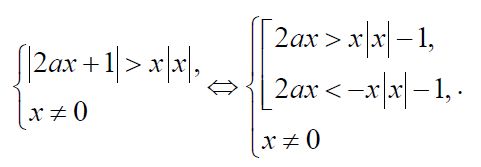 { |2ax+1| > x|x|, x ≠ 0 ⇔ { [ 2ax > x|x| −1, 2ax < −x|x| −1, x ≠ 0 .